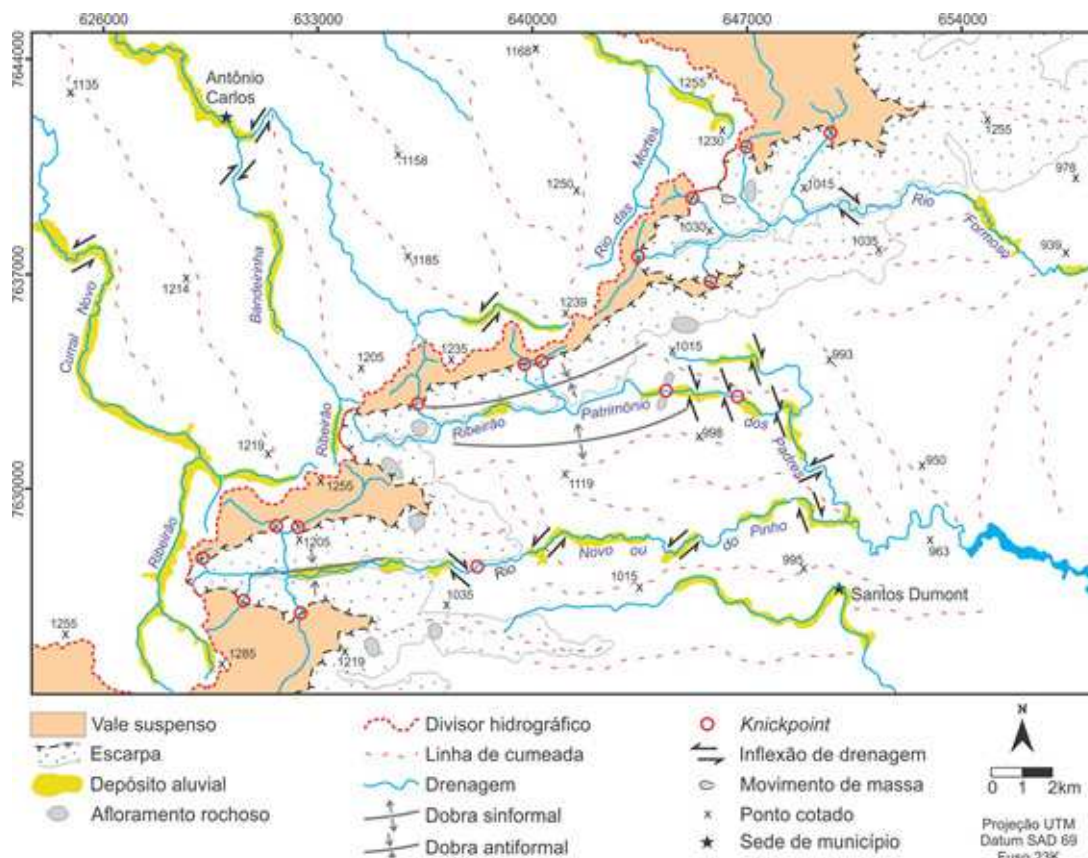 626000 633000 640000 647000 654000
7644000
7637000
7630000
Antônio
Carlos
1135
1168
1255
1230
1255
978
1158
1250
Mortes
das
Rio
1015
1030
1035
Rio
Formoso
939
1214
1185
Bandeirinha
Novo
Curral
1239
1205
1235
1015
993
Ribeirão
Ribeirão
Patrimônio
dos
Padres
998
1219
1255
1119
950
Ribeirão
1205
Rio
Novo ou
do
Pinho
963
995
1015
1035
Santos Dumont
1255
1285
1219
Vale suspenso
Escarpa
Depósito aluvial
Afloramento rochoso
Divisor hidrográfico
Linha de cumeada
Drenagem
Dobra sinformal
Dobra antiformal
Knickpoint
Inflexão de drenagem
Movimento de massa
Ponto cotado
Sede de município
N
0 1 2km
Projeção UTM
Datum SAD 69
Fuso 23K